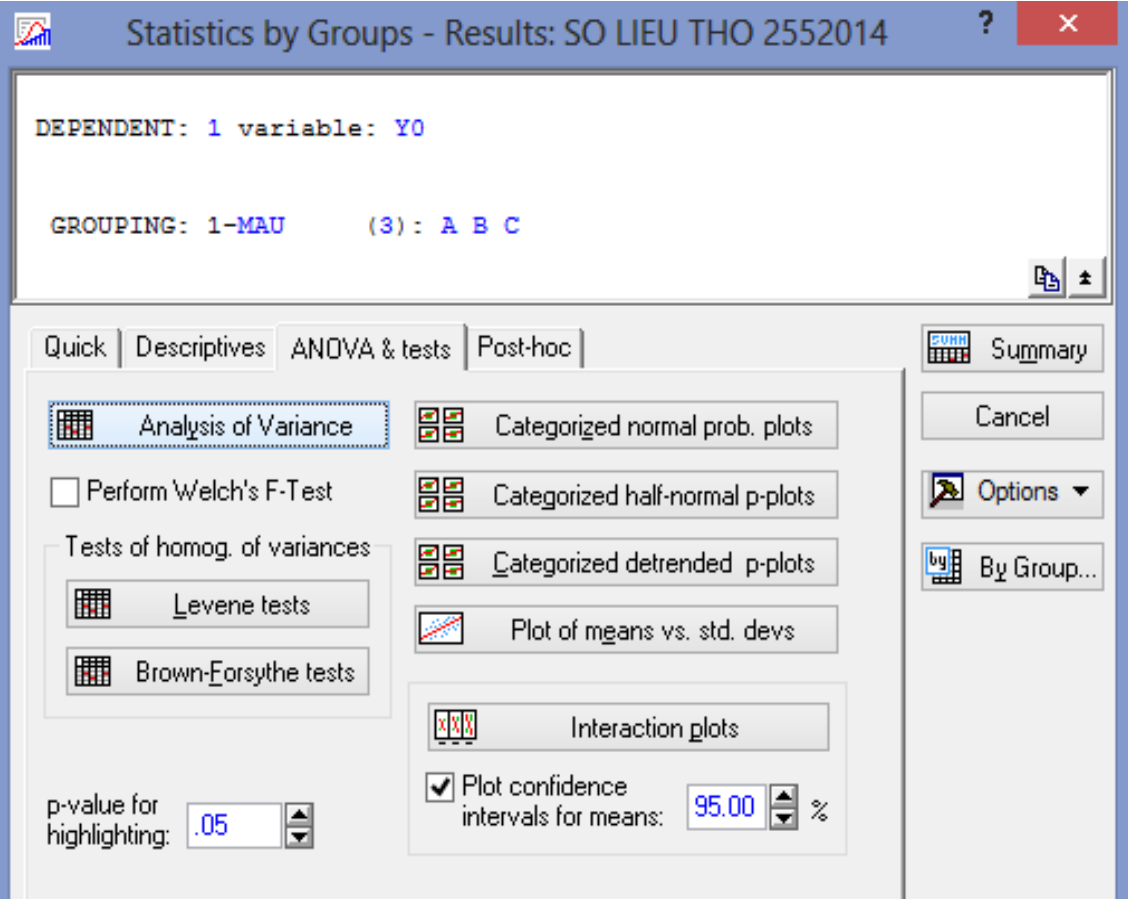 Statistics by Groups - Results: SO LIEU THO 2552014
?
DEPENDENT: 1 variable: Y0
GROUPING: 1-MAU (3): A B C
Quick
Descriptives
ANOVA & tests
Post-hoc
SUMM Summary
Analysis of Variance
Categorized normal prob. plots
Cancel
Perform Welch's F-Test
Categorized half-normal p-plots
Options
Tests of homog. of variances
Categorized detrended p-plots
by By Group...
Levene tests
Plot of means vs. std. devs
Brown-Forsythe tests
Interaction plots
Plot confidence
intervals for means: 95.00 %
p-value for
highlighting: .05